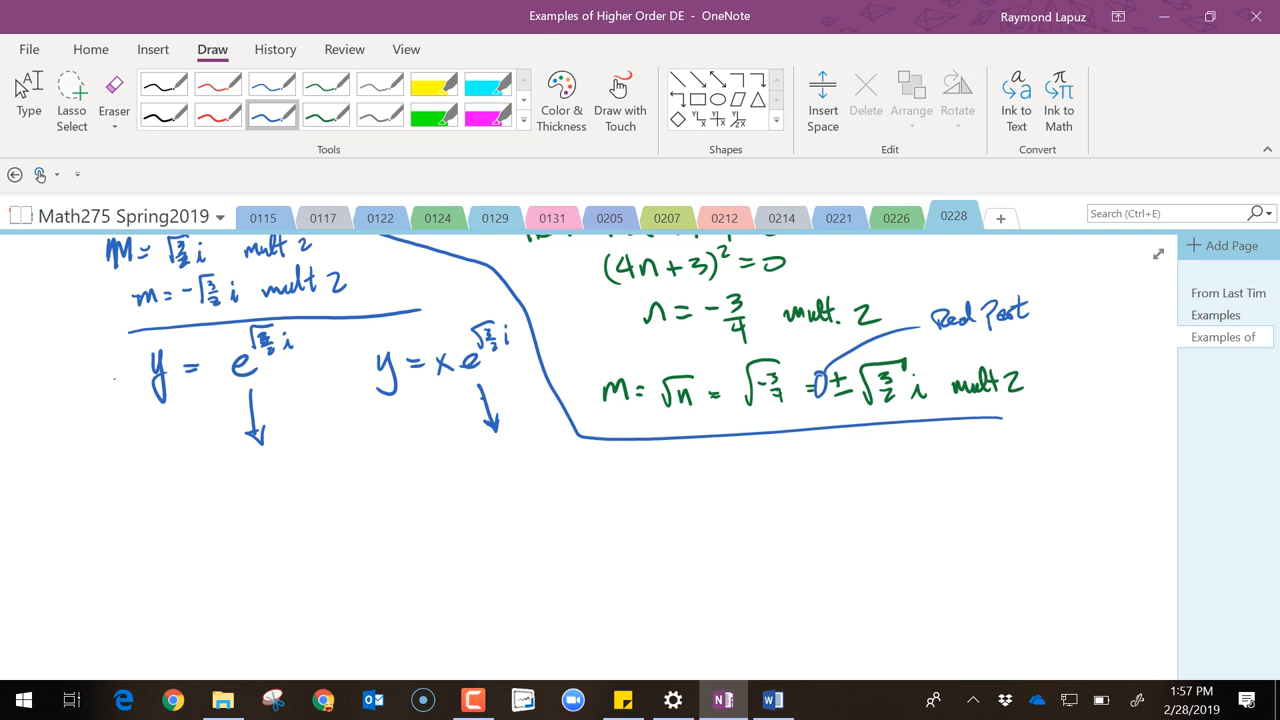 Examples of Higher Order DE - OneNote
Raymond Lapuz
File Home Insert Draw History Review View
Type
Lasso Select
Eraser
Color & Thickness
Draw with Touch
Insert Space
Delete
Arrange
Rotate
Ink to Text
Ink to Math
Tools
Shapes
Edit
Convert
Math275 Spring2019
0115 0117 0122 0124 0129 0131 0205 0207 0212 0214 0221 0226 0228
Search (Ctrl+E)
Add Page
From Last Tim
Examples
Examples of
m = √3/2 i mult 2
m = -√3/2 i mult 2
y = e^(√3/2 i) y = x e^(√3/2 i)
(4n+3)² = 0
n = -3/4 mult. 2
Real Part
m = √n = √-3/4 = 0 ± √3/2 i mult 2
1:57 PM
2/28/2019